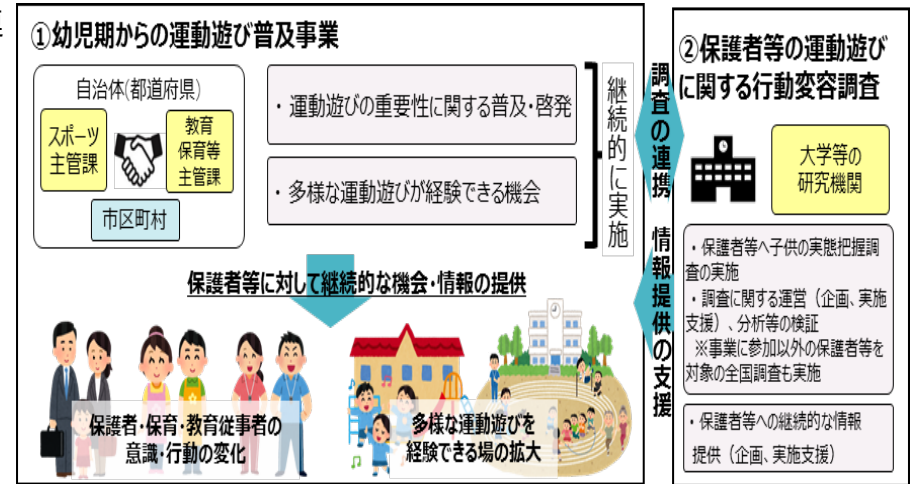 ①幼児期からの運動遊び普及事業
自治体(都道府県)
スポーツ
主管課
教育
保育等
主管課
市区町村
・運動遊びの重要性に関する普及・啓発
・多様な運動遊びが経験できる機会
継続的に実施
保護者等に対して継続的な機会・情報の提供
保護者・保育・教育従事者の
意識・行動の変化
多様な運動遊びを
経験できる場の拡大
調査の連携
情報提供の支援
②保護者等の運動遊び
に関する行動変容調査
大学等の
研究機関
・保護者等へ子供の実態把握調
査の実施
・調査に関する運営（企画、実施
支援）、分析等の検証
※事業に参加以外の保護者等を
対象の全国調査も実施
・保護者等への継続的な情報
提供（企画、実施支援）